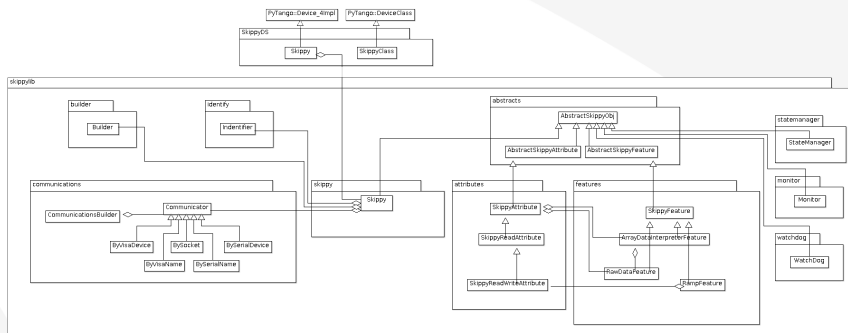 PyTango::Device_4Impl
PyTango::DeviceClass
SkippyDS
Skippy
SkippyClass
skippylib
builder
Builder
identify
Indentifier
abstracts
AbstractSkippyObj
AbstractSkippyAttribute
AbstractSkippyFeature
statemanager
StateManager
communications
CommunicationsBuilder
Communicator
ByVisaDevice
BySocket
BySerialDevice
ByVisaName
BySerialName
skippy
Skippy
attributes
SkippyAttribute
SkippyReadAttribute
SkippyReadWriteAttribute
features
SkippyFeature
ArrayDataInterpreterFeature
RawDataFeature
RampFeature
monitor
Monitor
watchdog
WatchDog